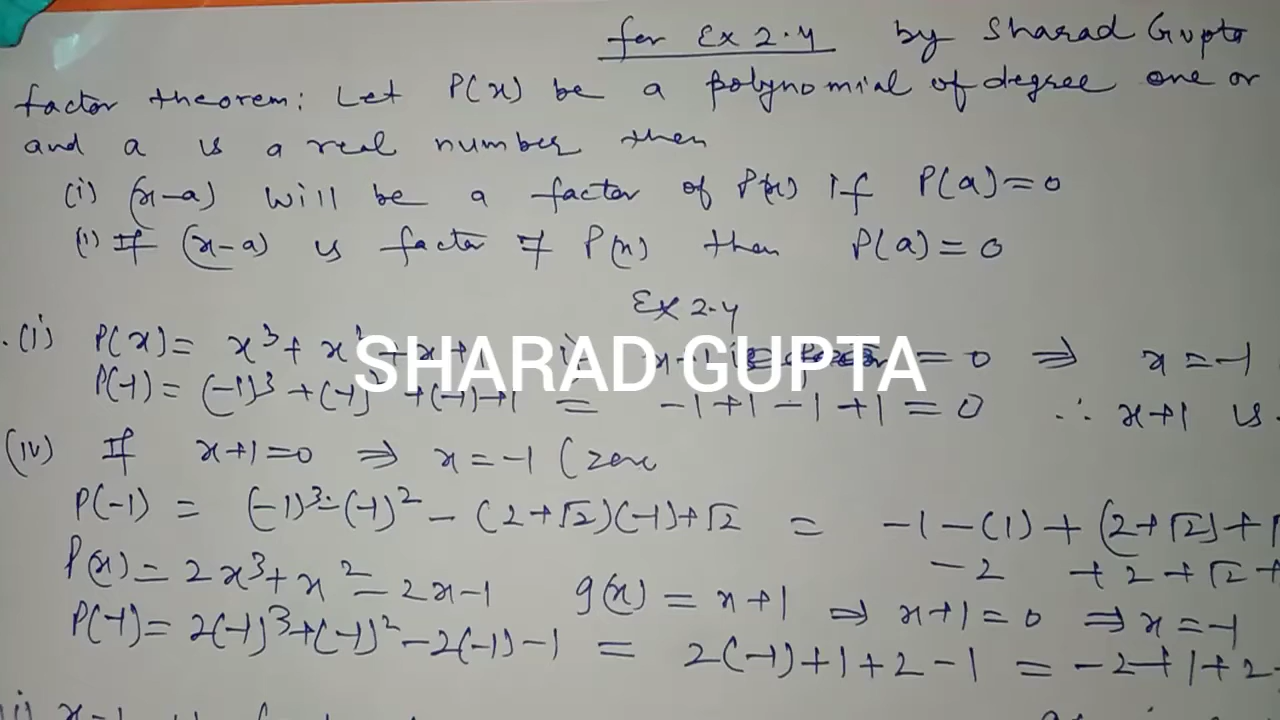 for Ex 2.4 by Sharad Gupta
factor theorem: Let P(x) be a polynomial of degree one or
and a is a real number then
(i) (x-a) will be a factor of P(x) if P(a)=0
(i) If (x-a) is factor of P(x) then P(a)=0
Ex 2.4
(i) P(x)= x³+x²+x+1 x+1 =0 ⇒ x=-1
SHARAD GUPTA
P(-1)= (-1)³+(-1) +(-1)+1 = -1+1-1+1=0 ∴ x+1 is
(iv) If x+1=0 ⇒ x=-1 (zero
P(-1) = (-1)³-(-1)²-(2+√2)(-1)+√2 = -1-(1)+(2+√2)+
-2 +2+√2+
P(x)=2x³+x²-2x-1 g(x)=x+1 ⇒ x+1=0 ⇒x=-1
P(-1)=2(-1)³+(-1)²-2(-1)-1 = 2(-1)+1+2-1 =-2+1+2-